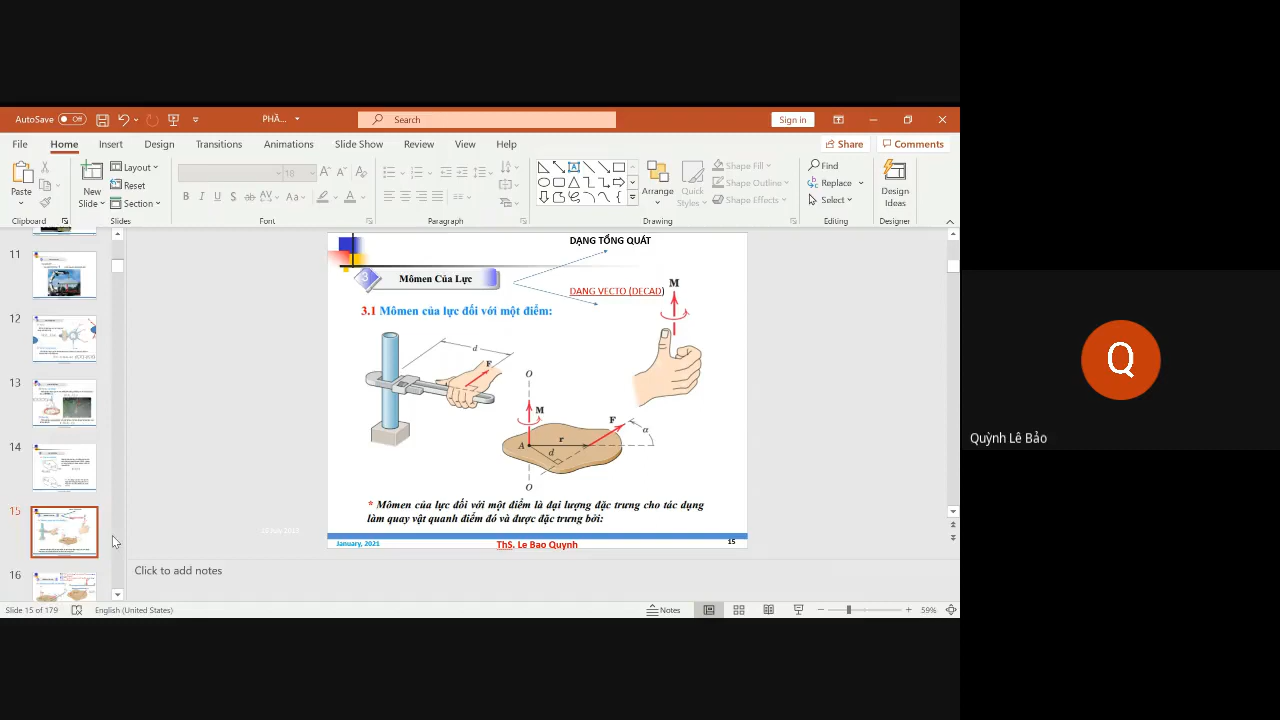 AutoSave Off PHẦ... Search Sign in
File Home Insert Design Transitions Animations Slide Show Review View Help Share Comments
Paste
New
Slide
Layout
Reset
Section
18
B I U S ab AV Aa A
Arrange
Quick
Styles
Shape Fill
Shape Outline
Shape Effects
Find
Replace
Select
Design
Ideas
Clipboard Slides Font Paragraph Drawing Editing Designer
11
12
13
14
15
16
DẠNG TỔNG QUÁT
3 Mômen Của Lực
DẠNG VECTO (DECAD) M
3.1 Mômen của lực đối với một điểm:
d
F
O
M
F
α
A
r
d
O
* Mômen của lực đối với một điểm là đại lượng đặc trưng cho tác dụng
làm quay vật quanh điểm đó và được đặc trưng bởi:
January, 2021 ThS. Le Bao Quynh 15
Click to add notes
Slide 15 of 179 English (United States) Notes 59%
Q
Quỳnh Lê Bảo